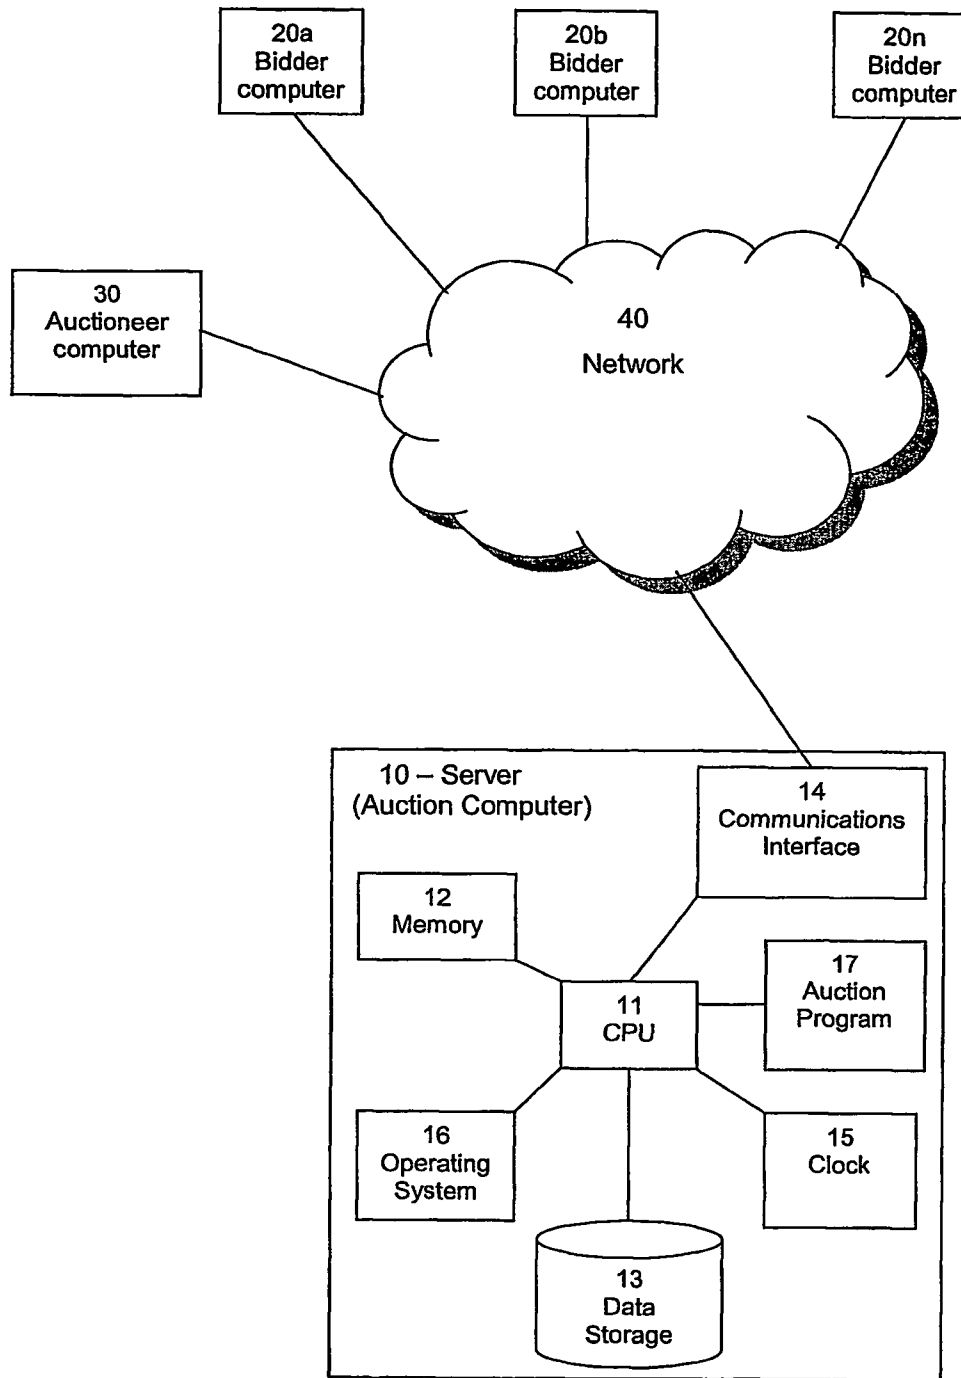 20a
Bidder
computer
20b
Bidder
computer
20n
Bidder
computer
30
Auctioneer
computer
40
Network
10 – Server
(Auction Computer)
14
Communications
Interface
12
Memory
17
Auction
Program
11
CPU
16
Operating
System
15
Clock
13
Data
Storage